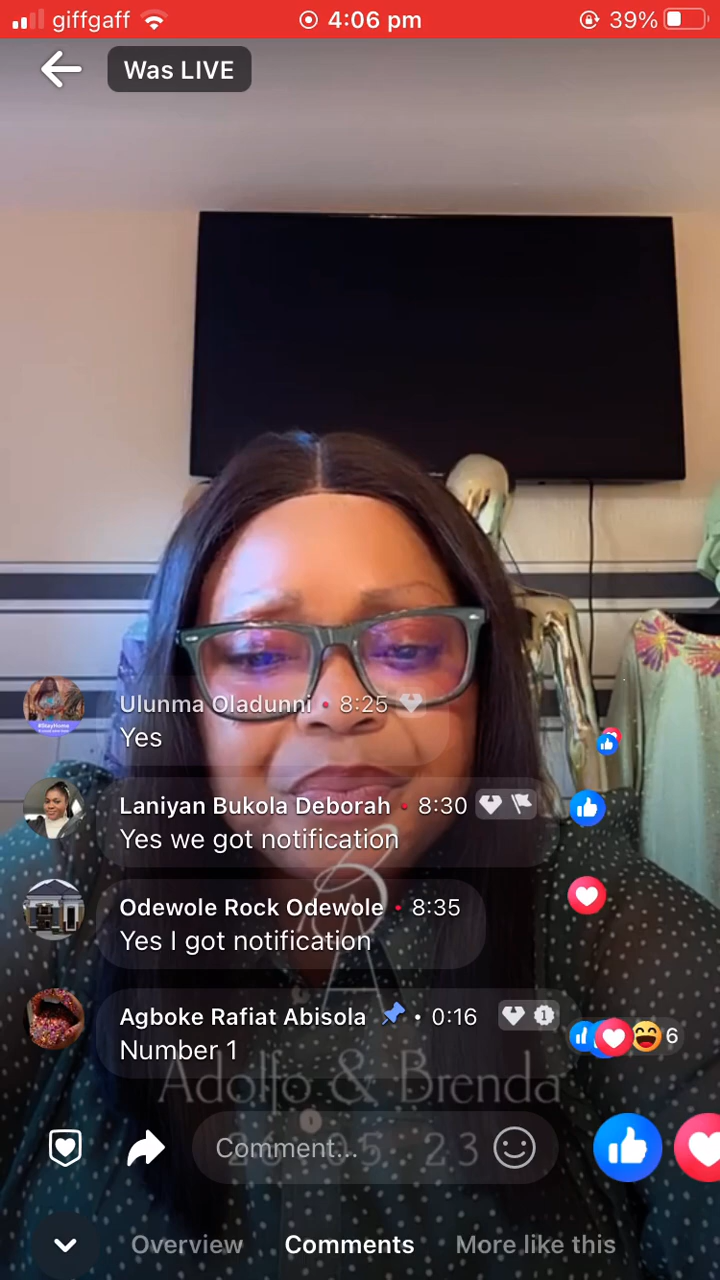 giffgaff
4:06 pm
39%
Was LIVE
Ulunma Oladunni • 8:25
Yes
Laniyan Bukola Deborah • 8:30
Yes we got notification
Odewole Rock Odewole • 8:35
Yes I got notification
Agboke Rafiat Abisola • 0:16
1
Number 1
6
Adolfo & Brenda
Comment...
Overview
Comments
More like this